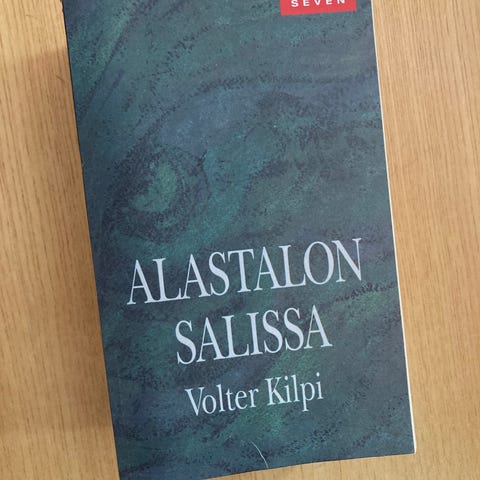 SEVEN
ALASTALON
SALISSA
Volter Kilpi